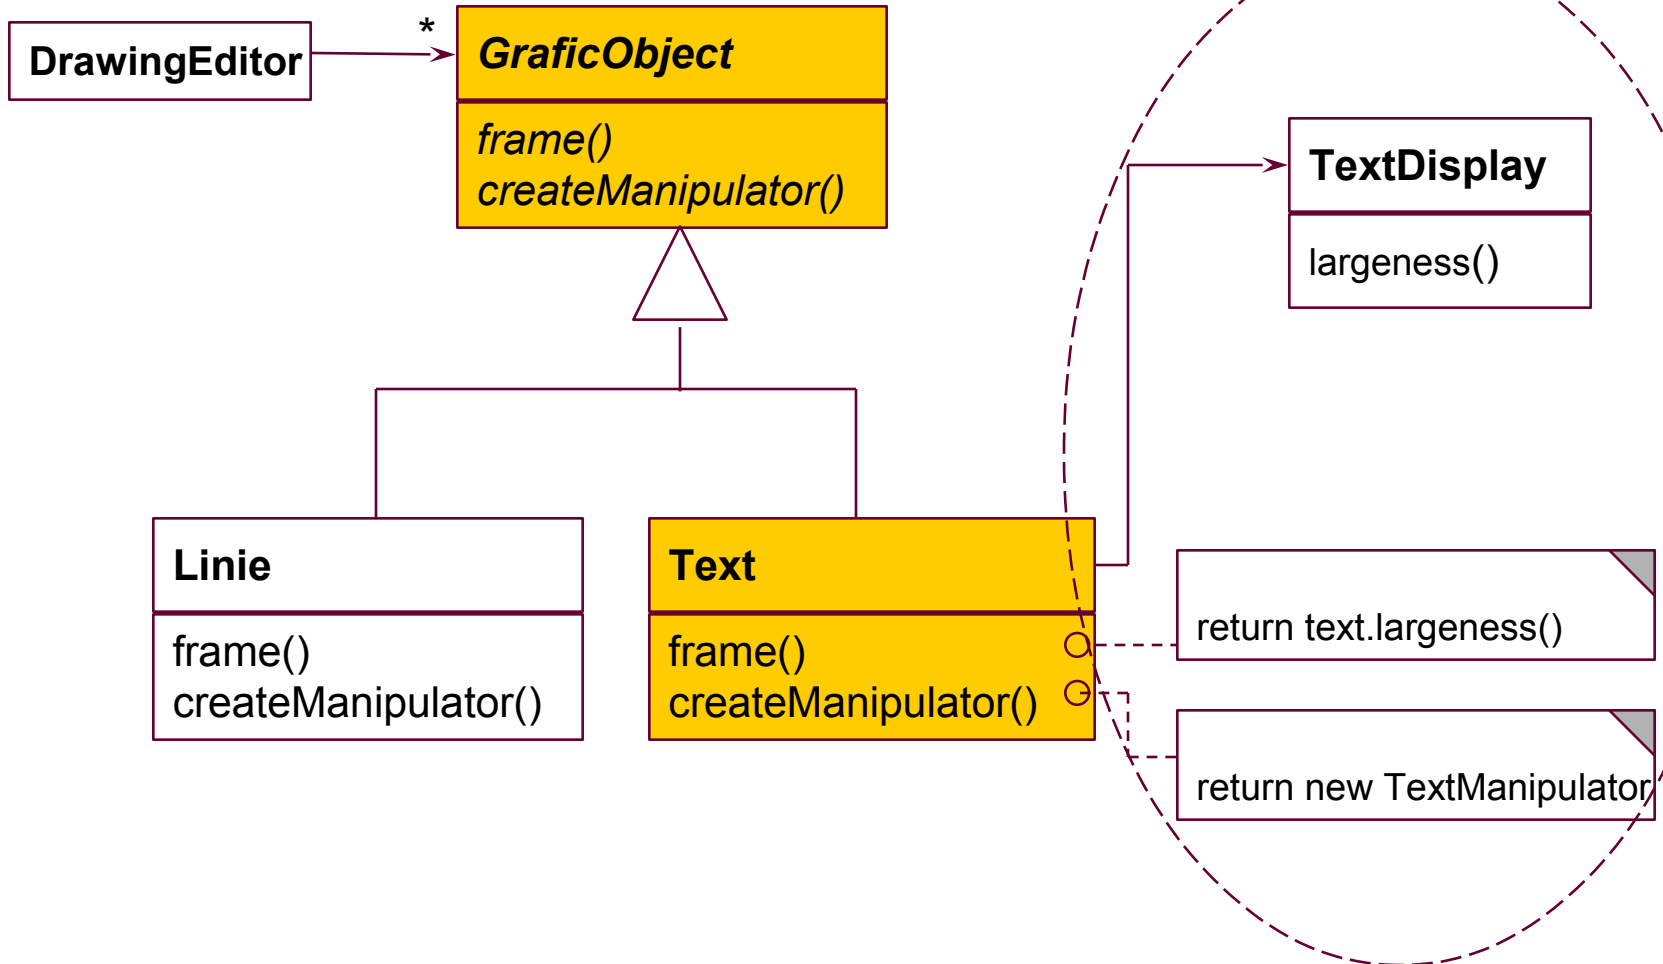 DrawingEditor
*
GraficObject
frame()
createManipulator()
TextDisplay
largeness()
Linie
frame()
createManipulator()
Text
frame()
createManipulator()
return text.largeness()
return new TextManipulator